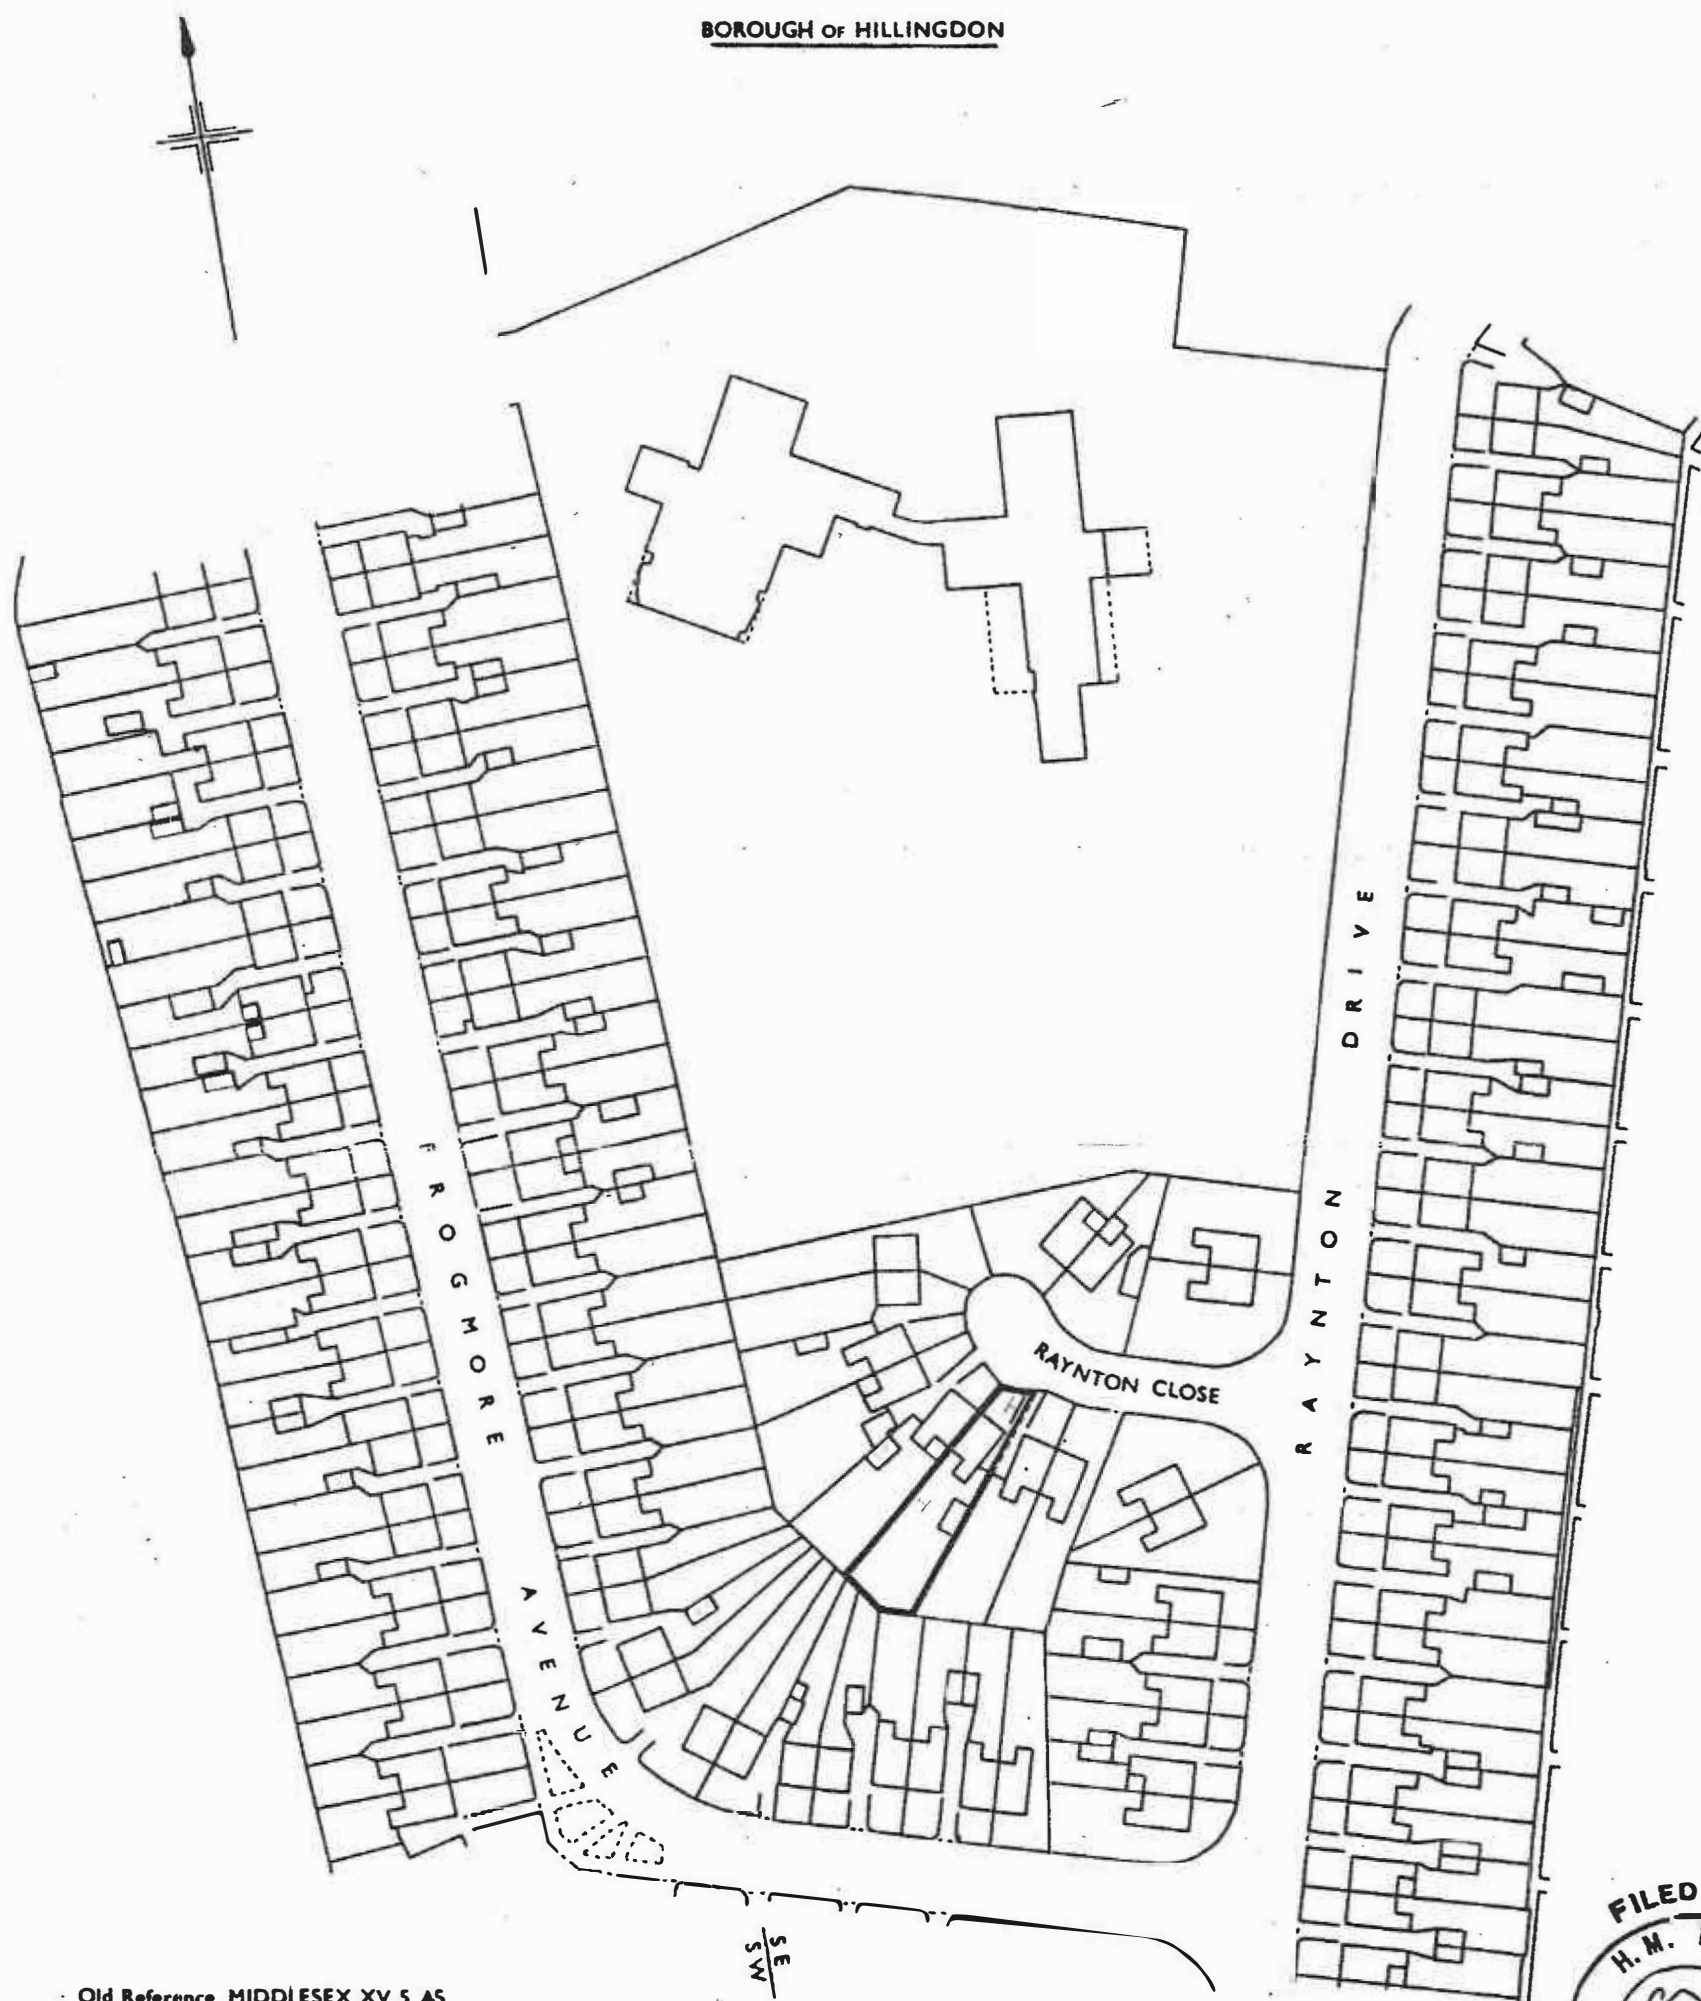 BOROUGH OF HILLINGDON
FROGMORE AVENUE
RAYNTON DRIVE
RAYNTON CLOSE
SE
SW
Old Reference MIDDLESEX XV 5 AS
FILED
H.M.